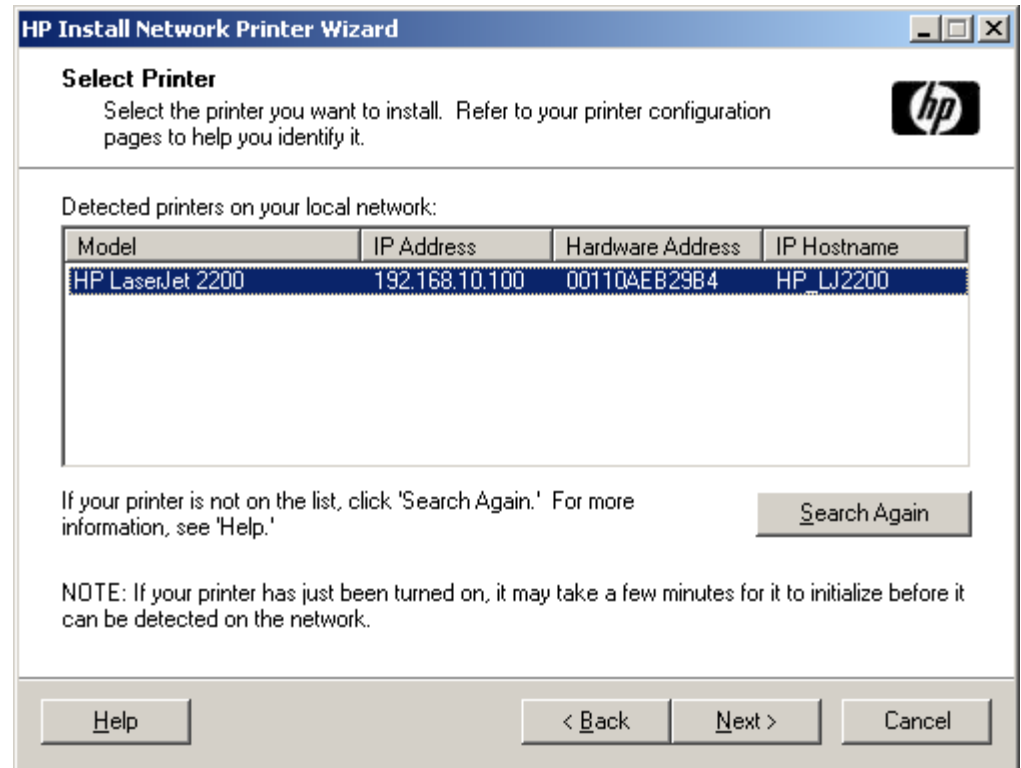 HP Install Network Printer Wizard
Select Printer
Select the printer you want to install.  Refer to your printer configuration
pages to help you identify it.
hp
Detected printers on your local network:
Model IP Address Hardware Address IP Hostname
HP LaserJet 2200 192.168.10.100 00110AEB29B4 HP_LJ2200
If your printer is not on the list, click 'Search Again.'  For more
information, see 'Help.'
Search Again
NOTE: If your printer has just been turned on, it may take a few minutes for it to initialize before it
can be detected on the network.
Help < Back Next > Cancel